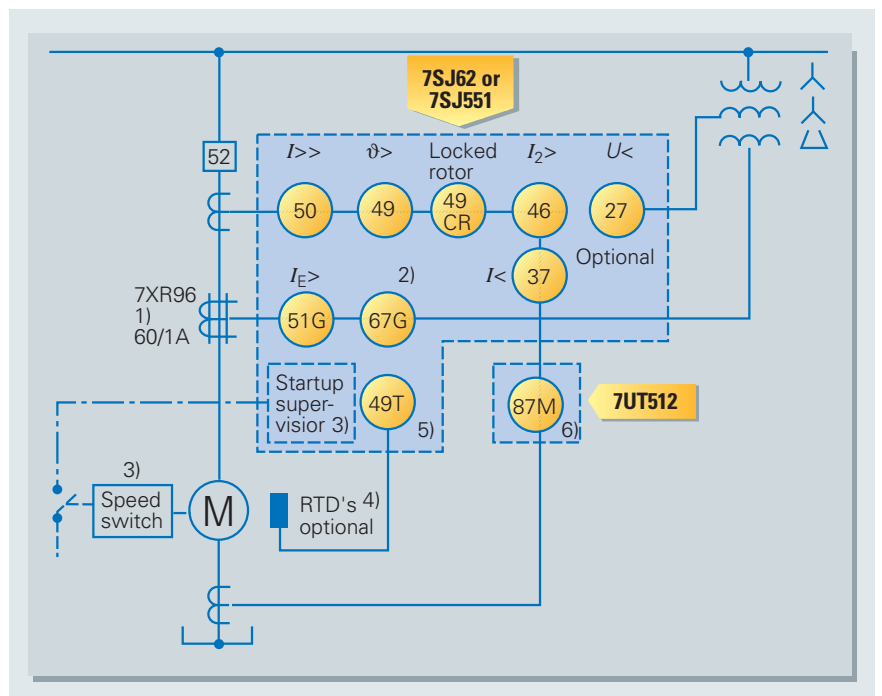 7SJ62 or
7SJ551
52
I>>
ϑ>
Locked
rotor
I2>
U<
50
49
49
CR
46
27
Optional
IE>
2)
I<
37
7XR96
1)
60/1A
51G
67G
Startup
super-
visior 3)
49T
5)
87M
6)
7UT512
3)
Speed
switch
M
RTD's 4)
optional